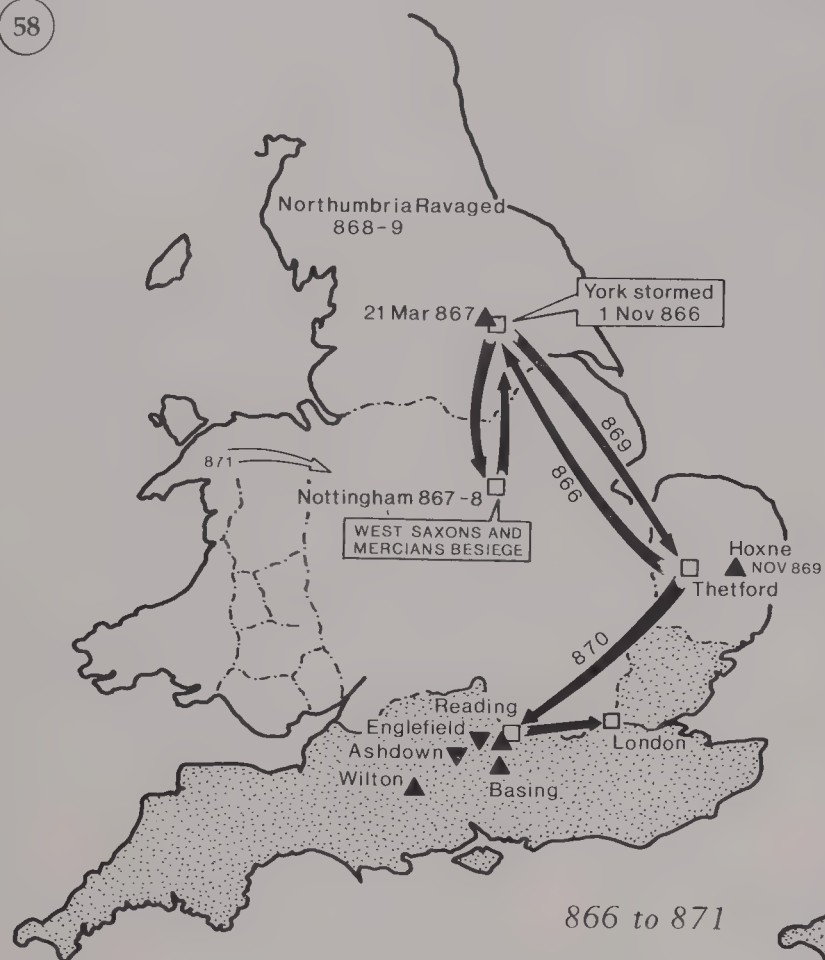 58
Northumbria Ravaged
868-9
21 Mar 867
York stormed
1 Nov 866
869
866
871
Nottingham 867-8
WEST SAXONS AND
MERCIANS BESIEGE
Hoxne
NOV 869
Thetford
870
Reading
Englefield
London
Ashdown
Wilton
Basing
866 to 871